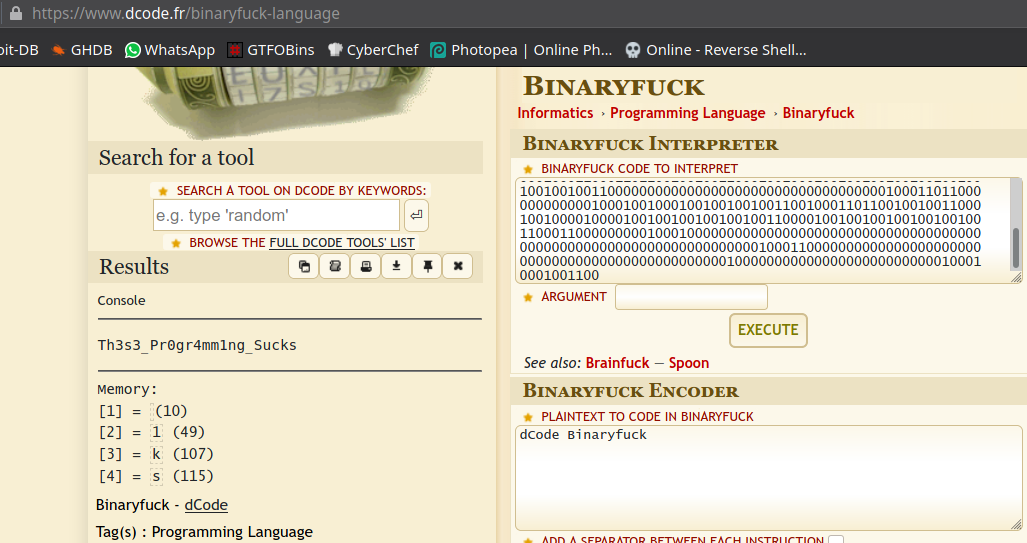 https://www.dcode.fr/binaryfuck-language
oit-DB GHDB WhatsApp GTFOBins CyberChef Photopea | Online Ph... Online - Reverse Shell...
Search for a tool
SEARCH A TOOL ON DCODE BY KEYWORDS:
e.g. type 'random'
BROWSE THE FULL DCODE TOOLS' LIST
Results
Console
Th3s3_Pr0gr4mm1ng_Sucks
Memory:
[1] = (10)
[2] = 1 (49)
[3] = k (107)
[4] = s (115)
Binaryfuck - dCode
Tag(s) : Programming Language
BINARYFUCK
Informatics › Programming Language › Binaryfuck
BINARYFUCK INTERPRETER
BINARYFUCK CODE TO INTERPRET
0001001100
ARGUMENT
EXECUTE
See also: Brainfuck — Spoon
BINARYFUCK ENCODER
PLAINTEXT TO CODE IN BINARYFUCK
dCode Binaryfuck
ADD A SEPARATOR BETWEEN EACH INSTRUCTION